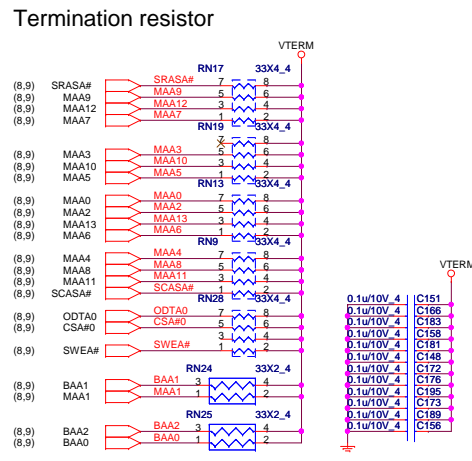 Termination resistor
VTERM
RN17 33X4_4
(8,9) SRASA# SRASA# 7 8
(8,9) MAA9 MAA9 5 6
(8,9) MAA12 MAA12 3 4
(8,9) MAA7 MAA7 1 2
RN19 33X4_4
7 8
(8,9) MAA3 MAA3 5 6
(8,9) MAA10 MAA10 3 4
(8,9) MAA5 MAA5 1 2
RN13 33X4_4
(8,9) MAA0 MAA0 7 8
(8,9) MAA2 MAA2 5 6
(8,9) MAA13 MAA13 3 4
(8,9) MAA6 MAA6 1 2
RN9 33X4_4
(8,9) MAA4 MAA4 7 8
(8,9) MAA8 MAA8 5 6
(8,9) MAA11 MAA11 3 4
(8,9) SCASA# SCASA# 1 2
RN28 33X4_4
(8,9) ODTA0 ODTA0 7 8
(8,9) CSA#0 CSA#0 5 6
3 4
(8,9) SWEA# SWEA# 1 2
RN24 33X2_4
(8,9) BAA1 BAA1 3 4
(8,9) MAA1 MAA1 1 2
RN25 33X2_4
(8,9) BAA2 BAA2 3 4
(8,9) BAA0 BAA0 1 2
VTERM
0.1u/10V_4 C151
0.1u/10V_4 C166
0.1u/10V_4 C183
0.1u/10V_4 C158
0.1u/10V_4 C181
0.1u/10V_4 C148
0.1u/10V_4 C172
0.1u/10V_4 C176
0.1u/10V_4 C195
0.1u/10V_4 C173
0.1u/10V_4 C189
0.1u/10V_4 C156